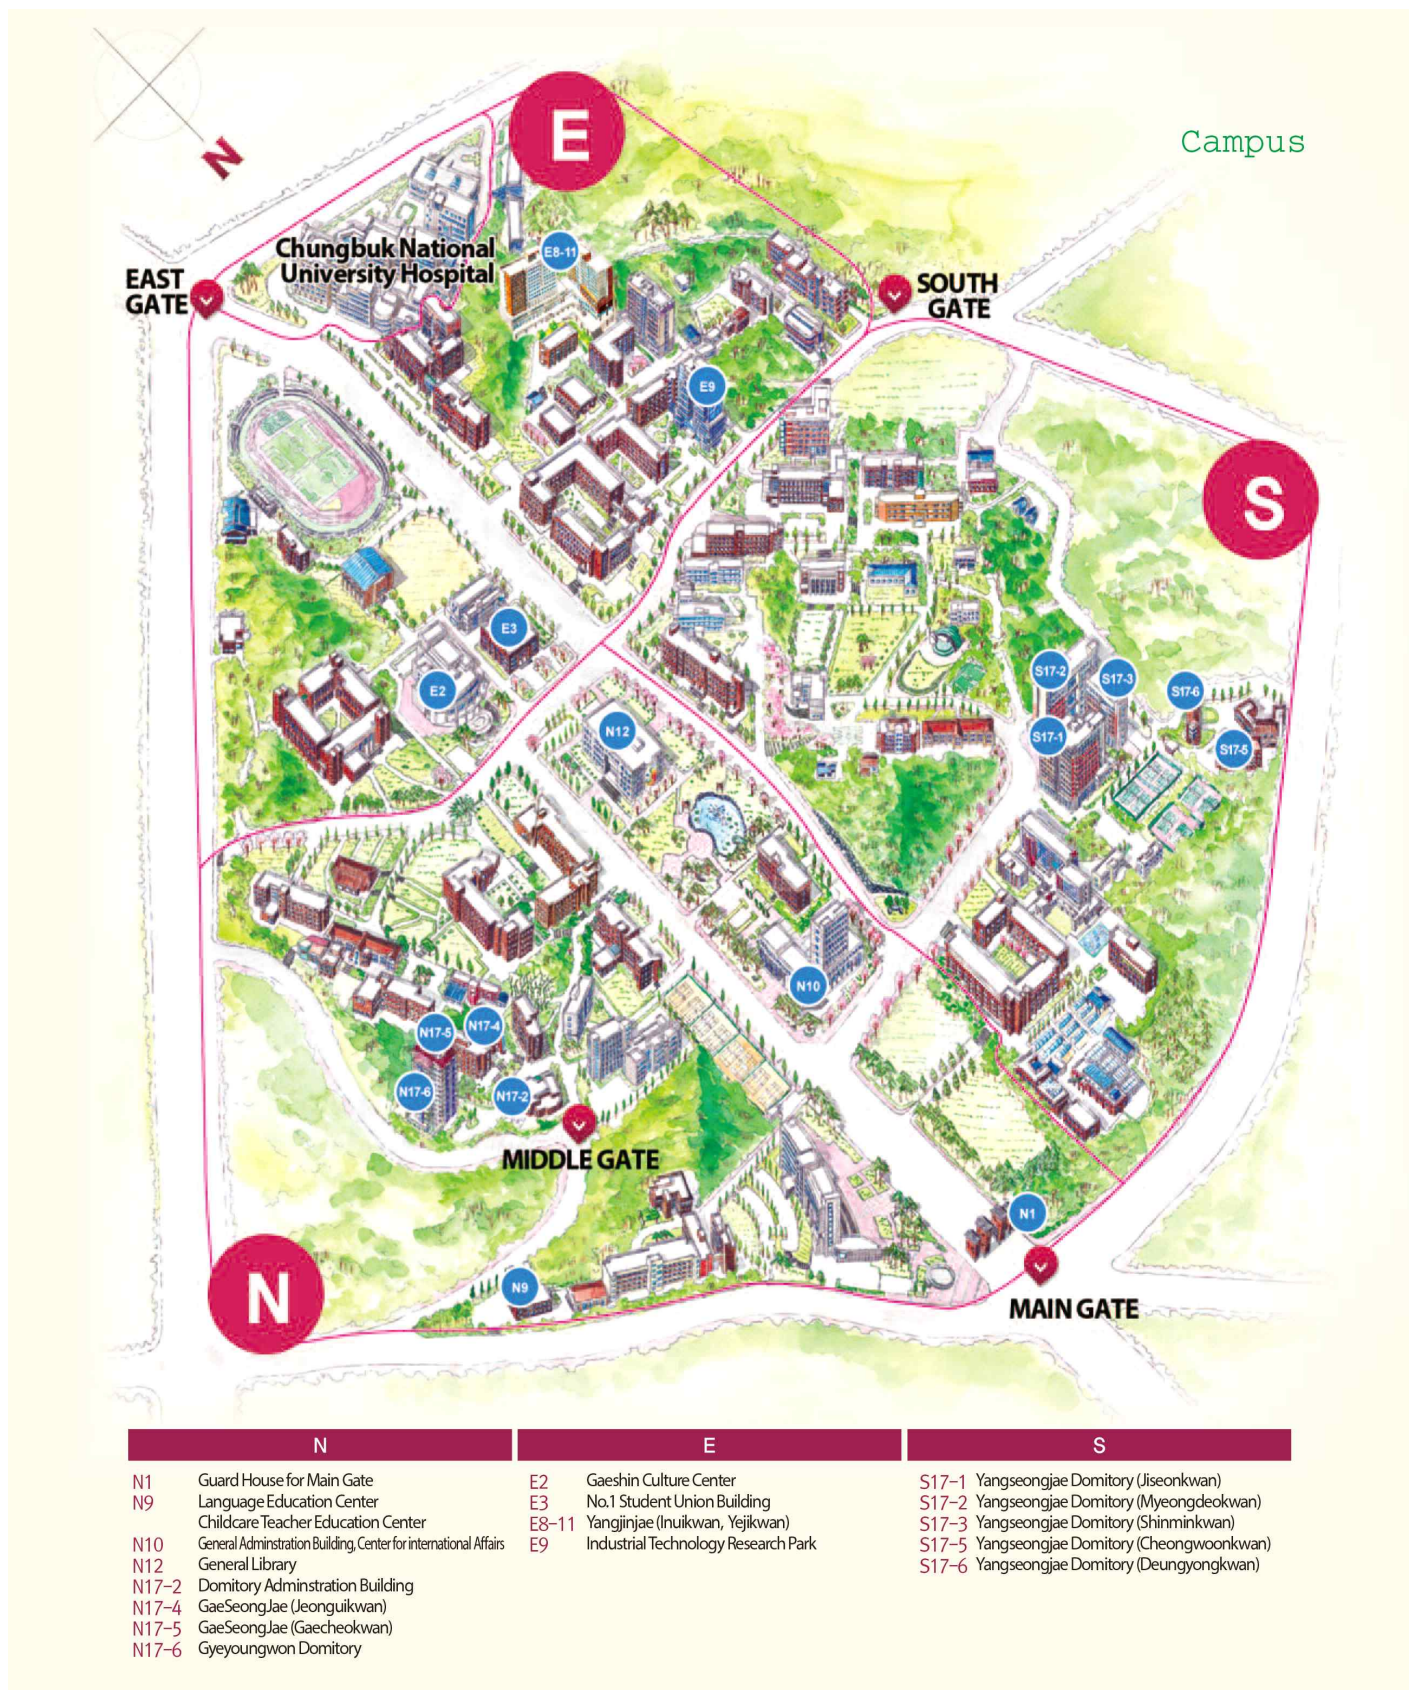 N
E
Campus
Chungbuk National
University Hospital
E8-11
EAST
GATE
SOUTH
GATE
E9
S
E3
E2
S17-2
S17-3
S17-6
N12
S17-1
S17-5
N10
N17-5
N17-4
N17-6
N17-2
MIDDLE GATE
N1
N9
N
MAIN GATE
N
N1 Guard House for Main Gate
N9 Language Education Center
Childcare Teacher Education Center
N10 General Adminstration Building, Center for international Affairs
N12 General Library
N17-2 Domitory Adminstration Building
N17-4 GaeSeongJae (Jeonguikwan)
N17-5 GaeSeongJae (Gaecheokwan)
N17-6 Gyeyoungwon Domitory
E
E2 Gaeshin Culture Center
E3 No.1 Student Union Building
E8-11 Yangjinjae (Inuikwan, Yejikwan)
E9 Industrial Technology Research Park
S
S17-1 Yangseongjae Domitory (Jiseonkwan)
S17-2 Yangseongjae Domitory (Myeongdeokwan)
S17-3 Yangseongjae Domitory (Shinminkwan)
S17-5 Yangseongjae Domitory (Cheongwoonkwan)
S17-6 Yangseongjae Domitory (Deungyongkwan)